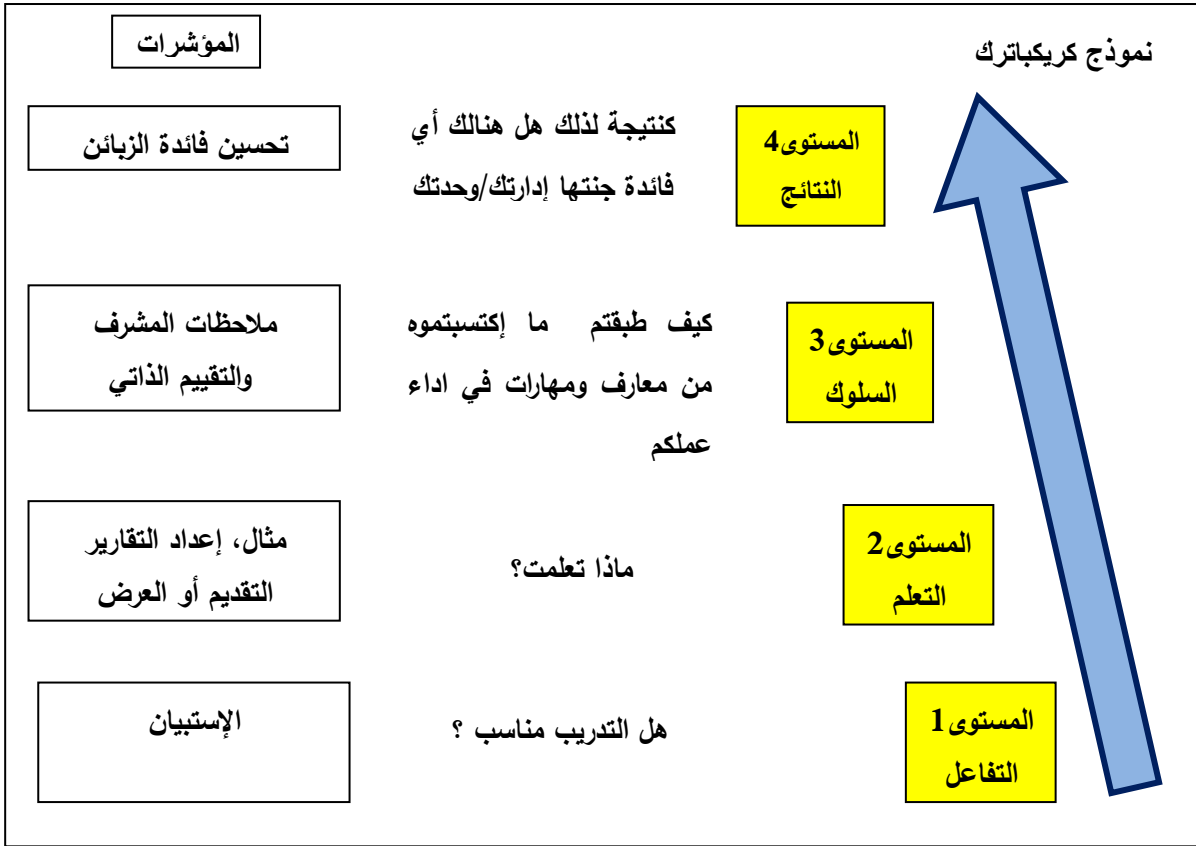 نموذج كريكباترك
المؤشرات
المستوى4
النتائج
كنتيجة لذلك هل هنالك أي
فائدة جنتها إدارتك/وحدتك
تحسين فائدة الزبائن
المستوى3
السلوك
كيف طبقتم ما إكتسبتموه
من معارف ومهارات في اداء
عملكم
ملاحظات المشرف
والتقييم الذاتي
المستوى2
التعلم
ماذا تعلمت؟
مثال، إعداد التقارير
التقديم أو العرض
المستوى1
التفاعل
هل التدريب مناسب ؟
الإستبيان